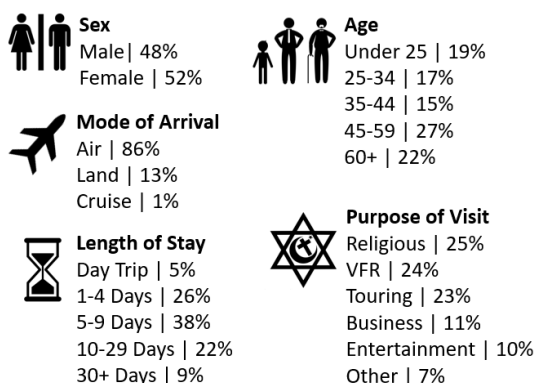 Sex
Male| 48%
Female | 52%
Mode of Arrival
Air | 86%
Land | 13%
Cruise | 1%
Length of Stay
Day Trip | 5%
1-4 Days | 26%
5-9 Days | 38%
10-29 Days | 22%
30+ Days | 9%
Age
Under 25 | 19%
25-34 | 17%
35-44 | 15%
45-59 | 27%
60+ | 22%
Purpose of Visit
Religious | 25%
VFR | 24%
Touring | 23%
Business | 11%
Entertainment | 10%
Other | 7%